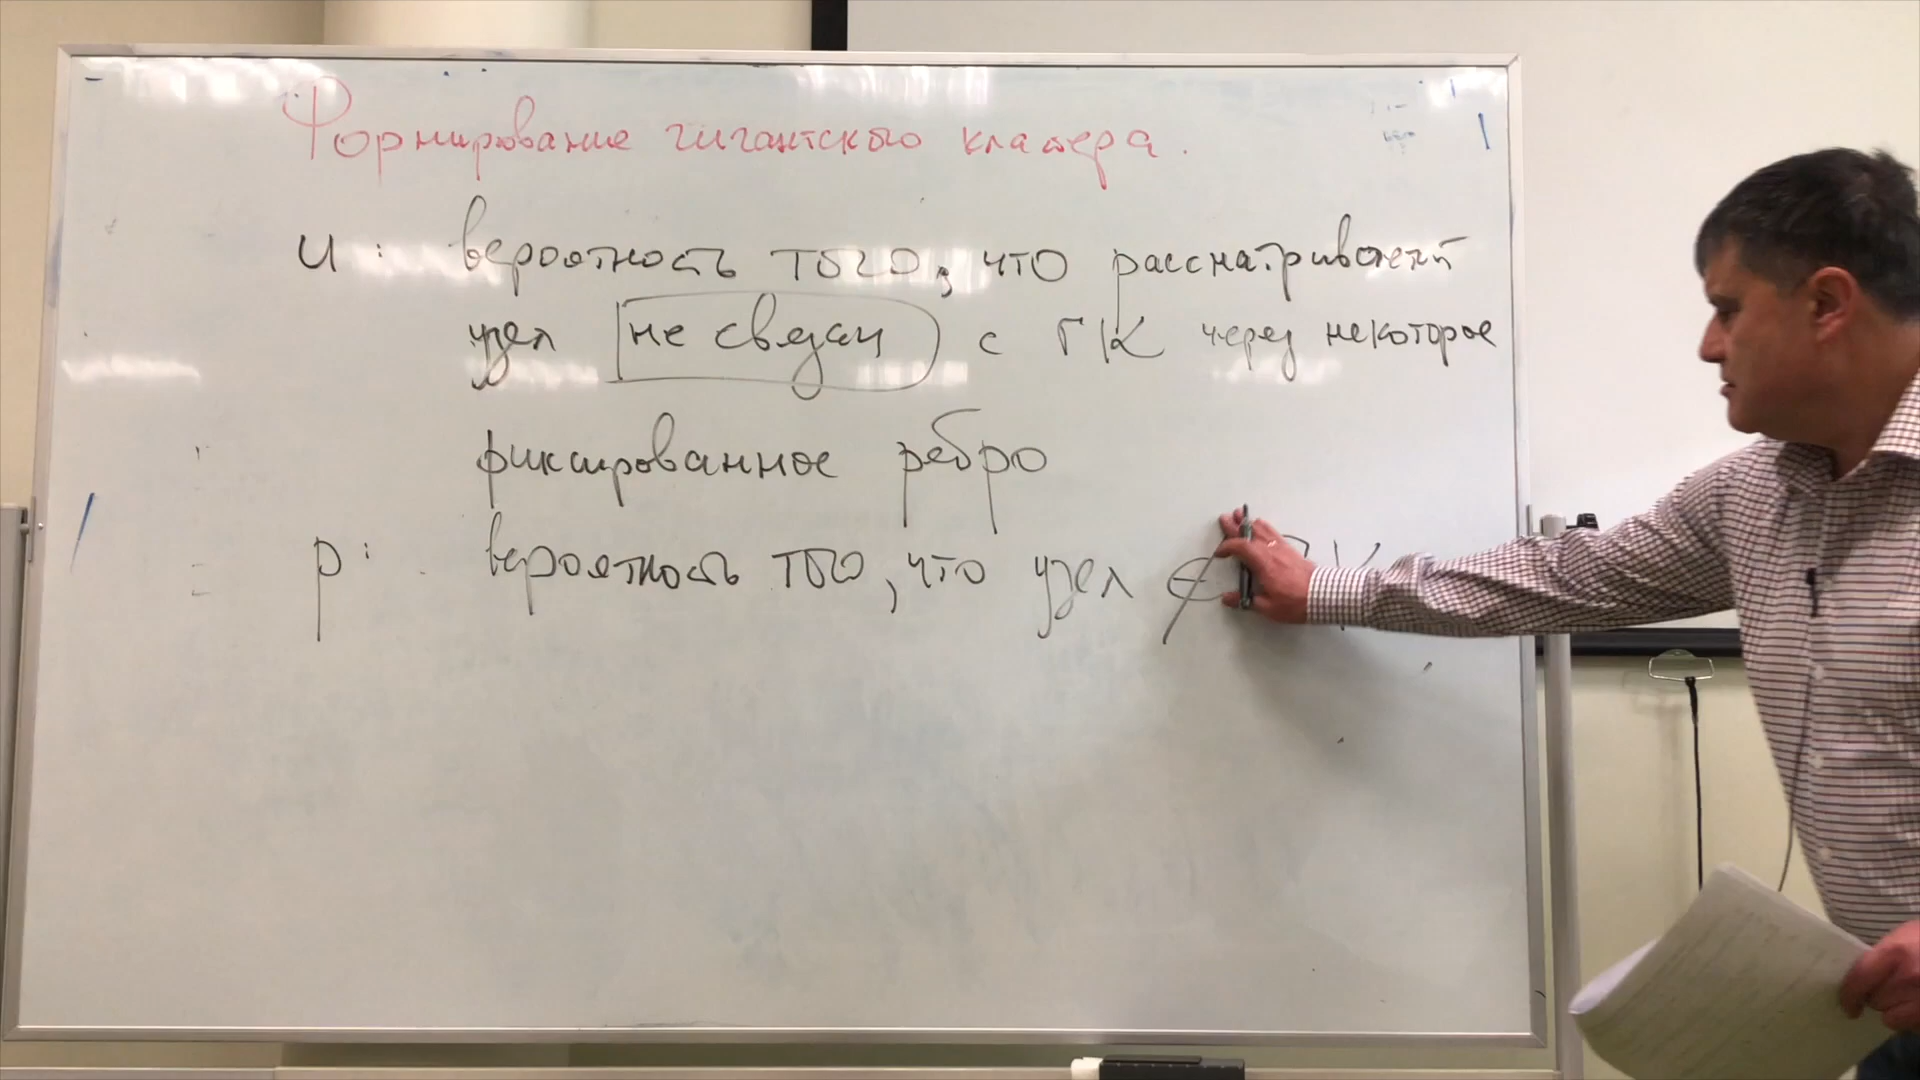 Формирование гигантского кластера.
u: вероятность того, что рассматриваемый
узел не связан с ГК через некоторое
фиксированное ребро
p: вероятность того, что узел ∉ ГК